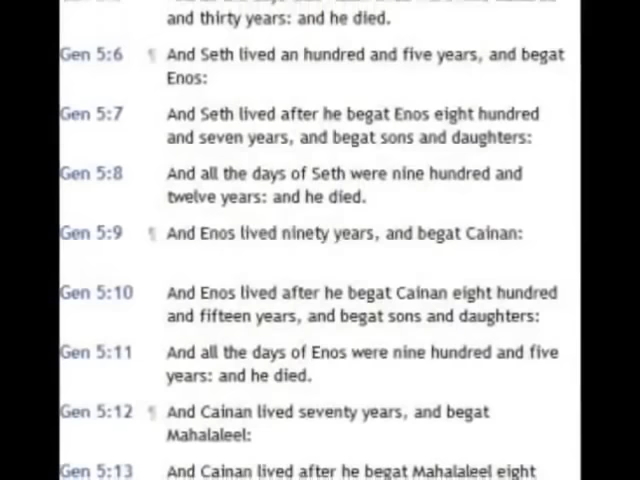 and thirty years: and he died.
Gen 5:6 ¶ And Seth lived an hundred and five years, and begat
Enos:
Gen 5:7 And Seth lived after he begat Enos eight hundred
and seven years, and begat sons and daughters:
Gen 5:8 And all the days of Seth were nine hundred and
twelve years: and he died.
Gen 5:9 ¶ And Enos lived ninety years, and begat Cainan:
Gen 5:10 And Enos lived after he begat Cainan eight hundred
and fifteen years, and begat sons and daughters:
Gen 5:11 And all the days of Enos were nine hundred and five
years: and he died.
Gen 5:12 ¶ And Cainan lived seventy years, and begat
Mahalaleel:
Gen 5:13 And Cainan lived after he begat Mahalaleel eight